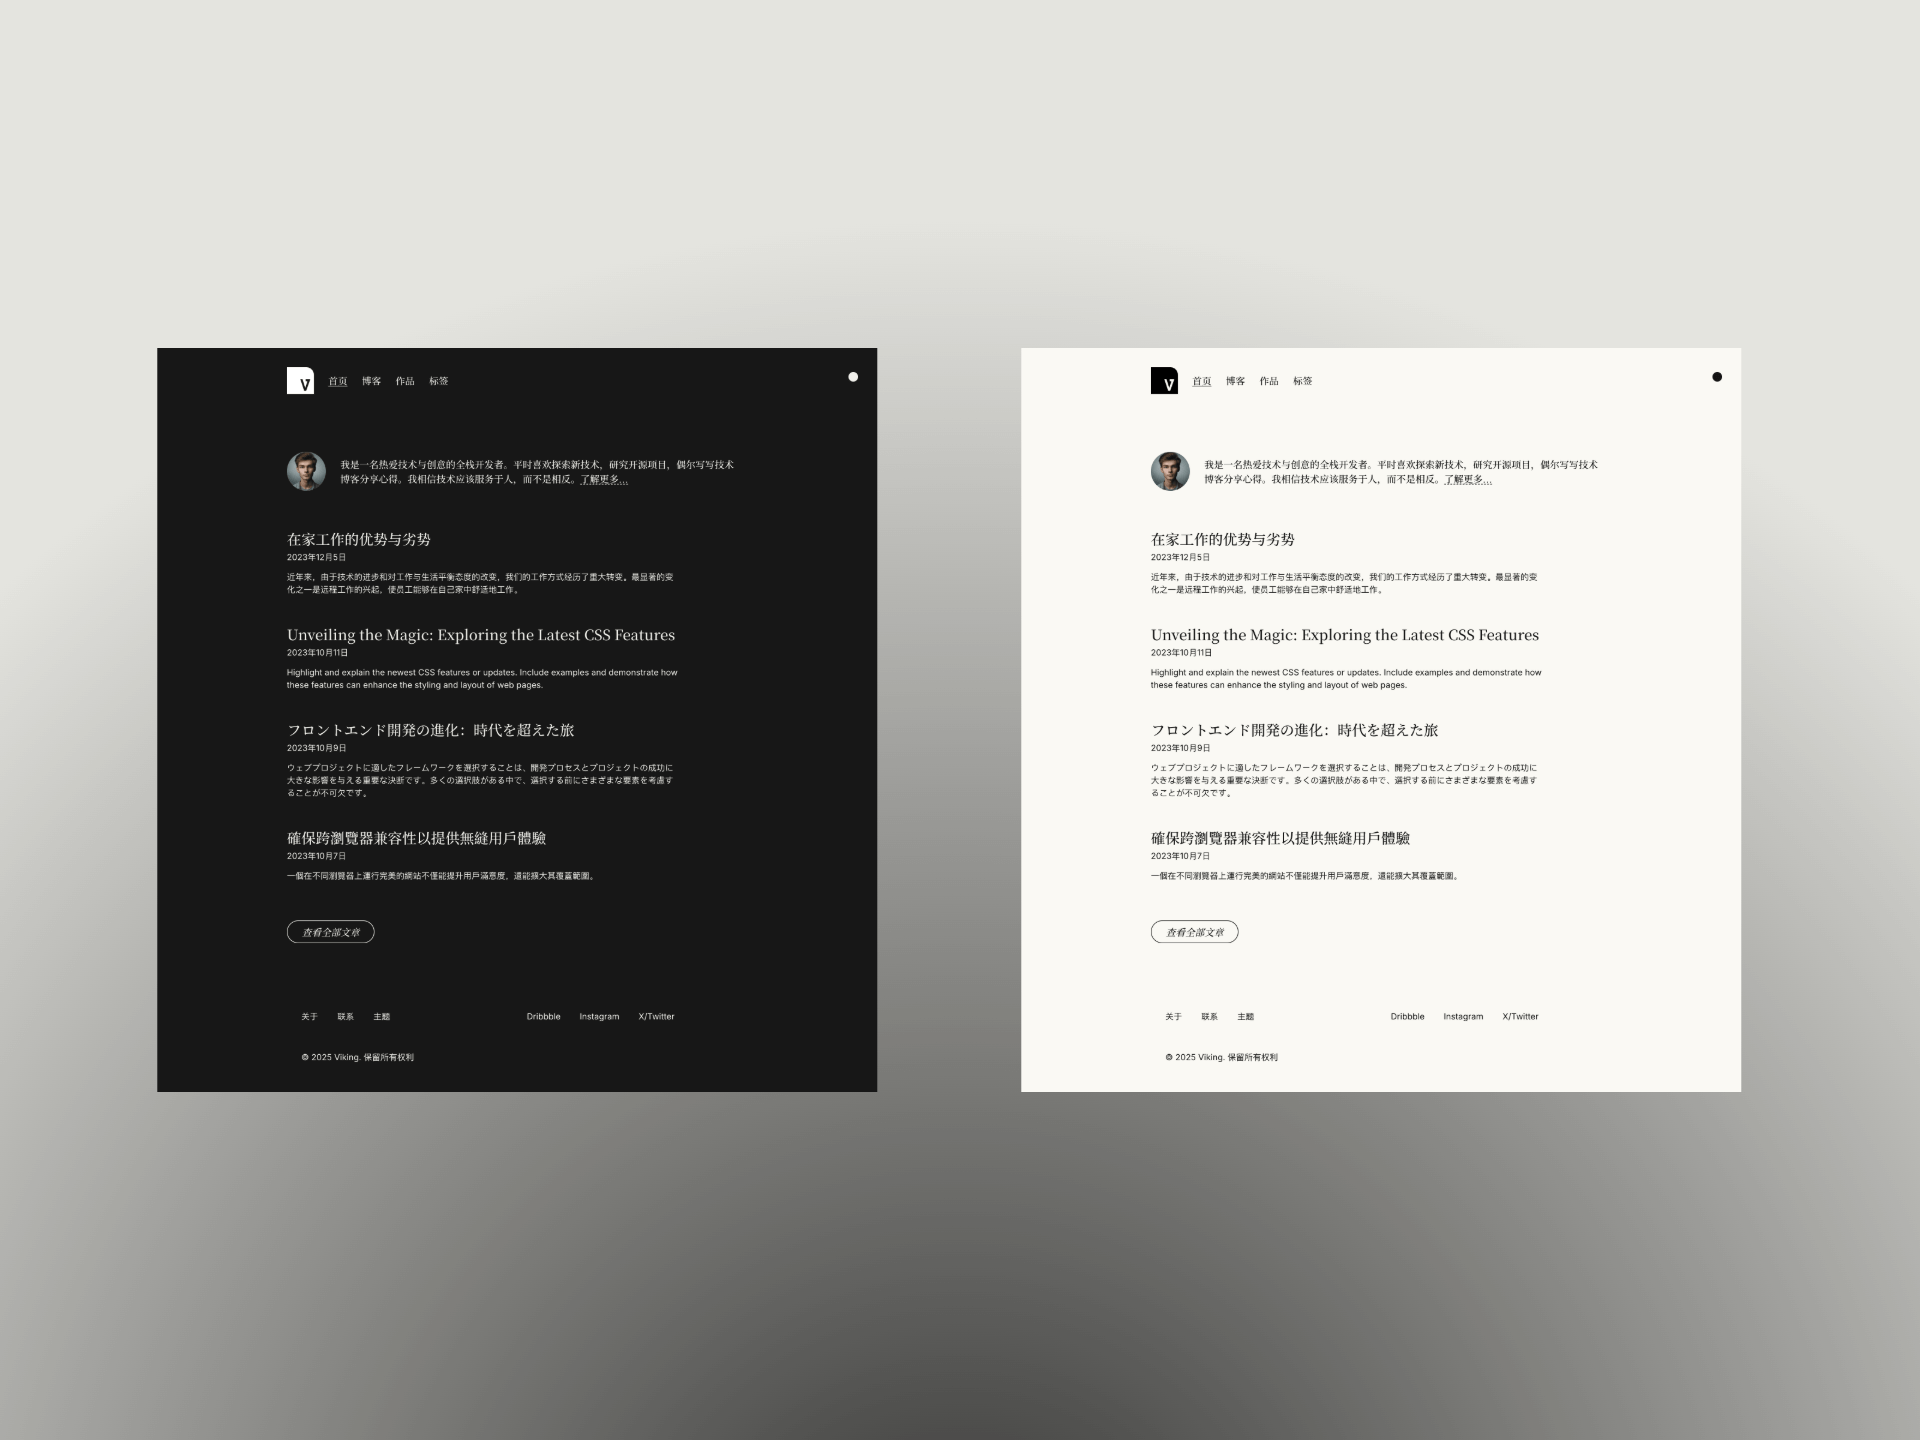 V
首页 博客 作品 标签
我是一名热爱技术与创意的全栈开发者。平时喜欢探索新技术，研究开源项目，偶尔写写技术
博客分享心得。我相信技术应该服务于人，而不是相反。了解更多...
在家工作的优势与劣势
2023年12月5日
近年来，由于技术的进步和对工作与生活平衡态度的改变，我们的工作方式经历了重大转变。最显著的变
化之一是远程工作的兴起，使员工能够在自己家中舒适地工作。
Unveiling the Magic: Exploring the Latest CSS Features
2023年10月11日
Highlight and explain the newest CSS features or updates. Include examples and demonstrate how
these features can enhance the styling and layout of web pages.
フロントエンド開発の進化：時代を超えた旅
2023年10月9日
ウェブプロジェクトに適したフレームワークを選択することは、開発プロセスとプロジェクトの成功に
大きな影響を与える重要な決断です。多くの選択肢がある中で、選択する前にさまざまな要素を考慮す
ることが不可欠です。
確保跨瀏覽器兼容性以提供無縫用戶體驗
2023年10月7日
一個在不同瀏覽器上運行完美的網站不僅能提升用戶滿意度，還能擴大其覆蓋範圍。
查看全部文章
关于 联系 主题 Dribbble Instagram X/Twitter
© 2025 Viking. 保留所有权利
V
首页 博客 作品 标签
我是一名热爱技术与创意的全栈开发者。平时喜欢探索新技术，研究开源项目，偶尔写写技术
博客分享心得。我相信技术应该服务于人，而不是相反。了解更多...
在家工作的优势与劣势
2023年12月5日
近年来，由于技术的进步和对工作与生活平衡态度的改变，我们的工作方式经历了重大转变。最显著的变
化之一是远程工作的兴起，使员工能够在自己家中舒适地工作。
Unveiling the Magic: Exploring the Latest CSS Features
2023年10月11日
Highlight and explain the newest CSS features or updates. Include examples and demonstrate how
these features can enhance the styling and layout of web pages.
フロントエンド開発の進化：時代を超えた旅
2023年10月9日
ウェブプロジェクトに適したフレームワークを選択することは、開発プロセスとプロジェクトの成功に
大きな影響を与える重要な決断です。多くの選択肢がある中で、選択する前にさまざまな要素を考慮す
ることが不可欠です。
確保跨瀏覽器兼容性以提供無縫用戶體驗
2023年10月7日
一個在不同瀏覽器上運行完美的網站不僅能提升用戶滿意度，還能擴大其覆蓋範圍。
查看全部文章
关于 联系 主题 Dribbble Instagram X/Twitter
© 2025 Viking. 保留所有权利